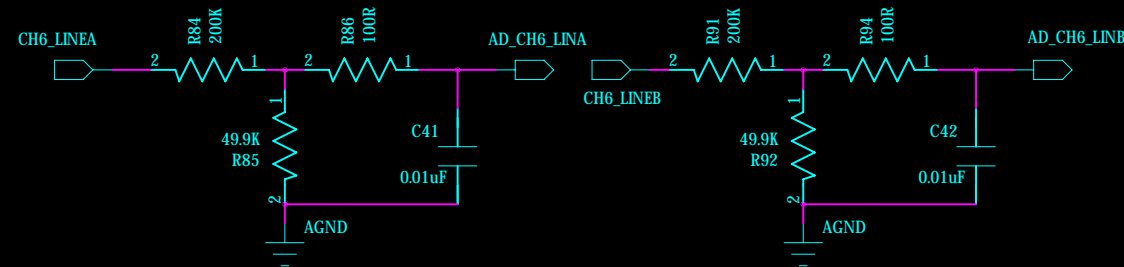 CH6_LINEA
R84
200K
2
1
R86
100R
2
1
AD_CH6_LINA
1
49.9K
R85
2
C41
0.01uF
AGND
CH6_LINEB
R91
200K
2
1
R94
100R
2
1
AD_CH6_LINB
1
49.9K
R92
2
C42
0.01uF
AGND